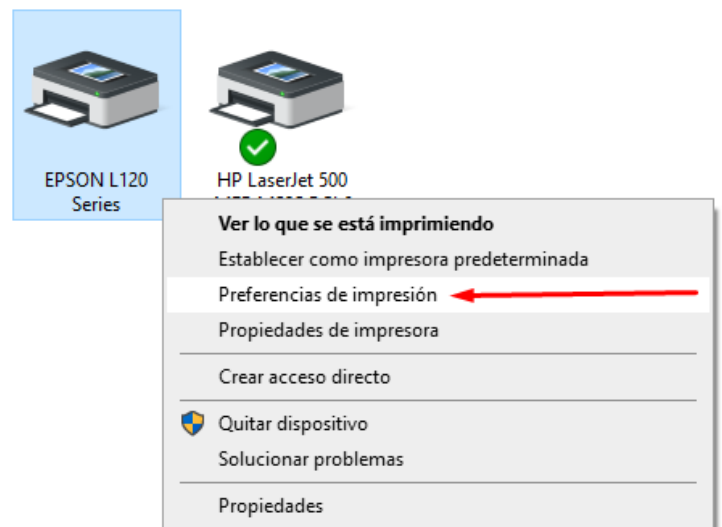 EPSON L120
Series
HP LaserJet 500
Ver lo que se está imprimiendo
Establecer como impresora predeterminada
Preferencias de impresión
Propiedades de impresora
Crear acceso directo
Quitar dispositivo
Solucionar problemas
Propiedades